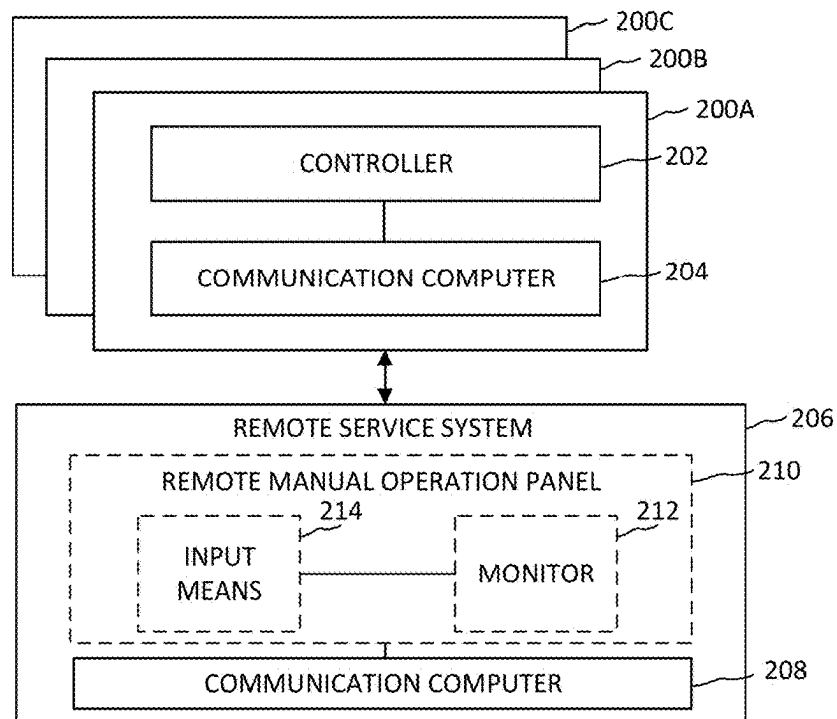 200C
200B
200A
CONTROLLER
202
COMMUNICATION COMPUTER
204
REMOTE SERVICE SYSTEM
206
REMOTE MANUAL OPERATION PANEL
210
214
212
INPUT
MEANS
MONITOR
COMMUNICATION COMPUTER
208